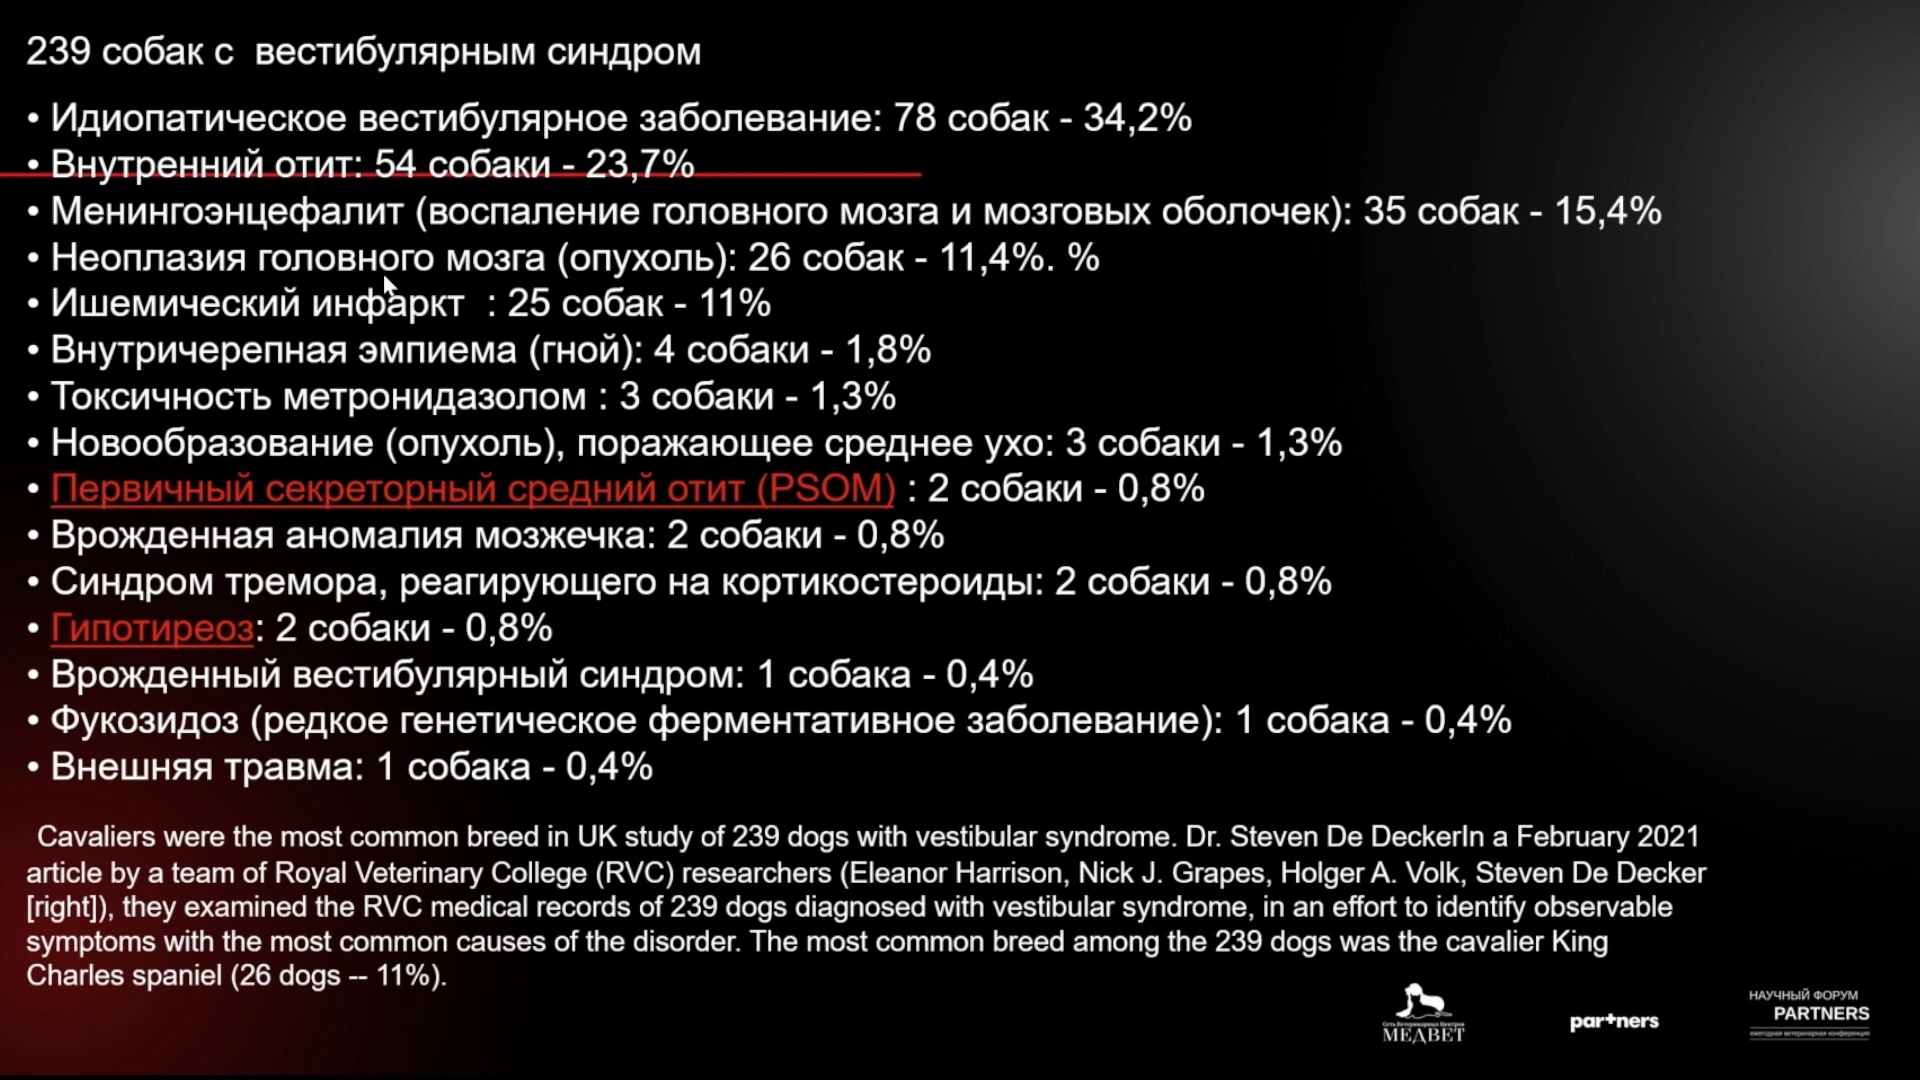 239 собак с  вестибулярным синдром
• Идиопатическое вестибулярное заболевание: 78 собак - 34,2%
• Внутренний отит: 54 собаки - 23,7%
• Менингоэнцефалит (воспаление головного мозга и мозговых оболочек): 35 собак - 15,4%
• Неоплазия головного мозга (опухоль): 26 собак - 11,4%. %
• Ишемический инфаркт  : 25 собак - 11%
• Внутричерепная эмпиема (гной): 4 собаки - 1,8%
• Токсичность метронидазолом : 3 собаки - 1,3%
• Новообразование (опухоль), поражающее среднее ухо: 3 собаки - 1,3%
• Первичный секреторный средний отит (PSOM) : 2 собаки - 0,8%
• Врожденная аномалия мозжечка: 2 собаки - 0,8%
• Синдром тремора, реагирующего на кортикостероиды: 2 собаки - 0,8%
• Гипотиреоз: 2 собаки - 0,8%
• Врожденный вестибулярный синдром: 1 собака - 0,4%
• Фукозидоз (редкое генетическое ферментативное заболевание): 1 собака - 0,4%
• Внешняя травма: 1 собака - 0,4%
Cavaliers were the most common breed in UK study of 239 dogs with vestibular syndrome. Dr. Steven De DeckerIn a February 2021
article by a team of Royal Veterinary College (RVC) researchers (Eleanor Harrison, Nick J. Grapes, Holger A. Volk, Steven De Decker
[right]), they examined the RVC medical records of 239 dogs diagnosed with vestibular syndrome, in an effort to identify observable
symptoms with the most common causes of the disorder. The most common breed among the 239 dogs was the cavalier King
Charles spaniel (26 dogs -- 11%).
Сеть Ветеринарных Центров
МЕДВЕТ
partners
НАУЧНЫЙ ФОРУМ
PARTNERS
ежегодная ветеринарная конференция